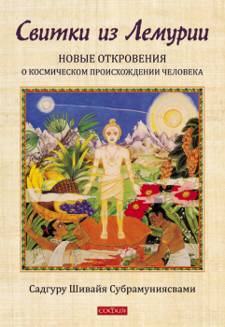 Свитки из Лемурии
НОВЫЕ ОТКРОВЕНИЯ
О КОСМИЧЕСКОМ ПРОИСХОЖДЕНИИ ЧЕЛОВЕКА
Садгуру Шивайя Субрамуниясвами
СОФИЯ